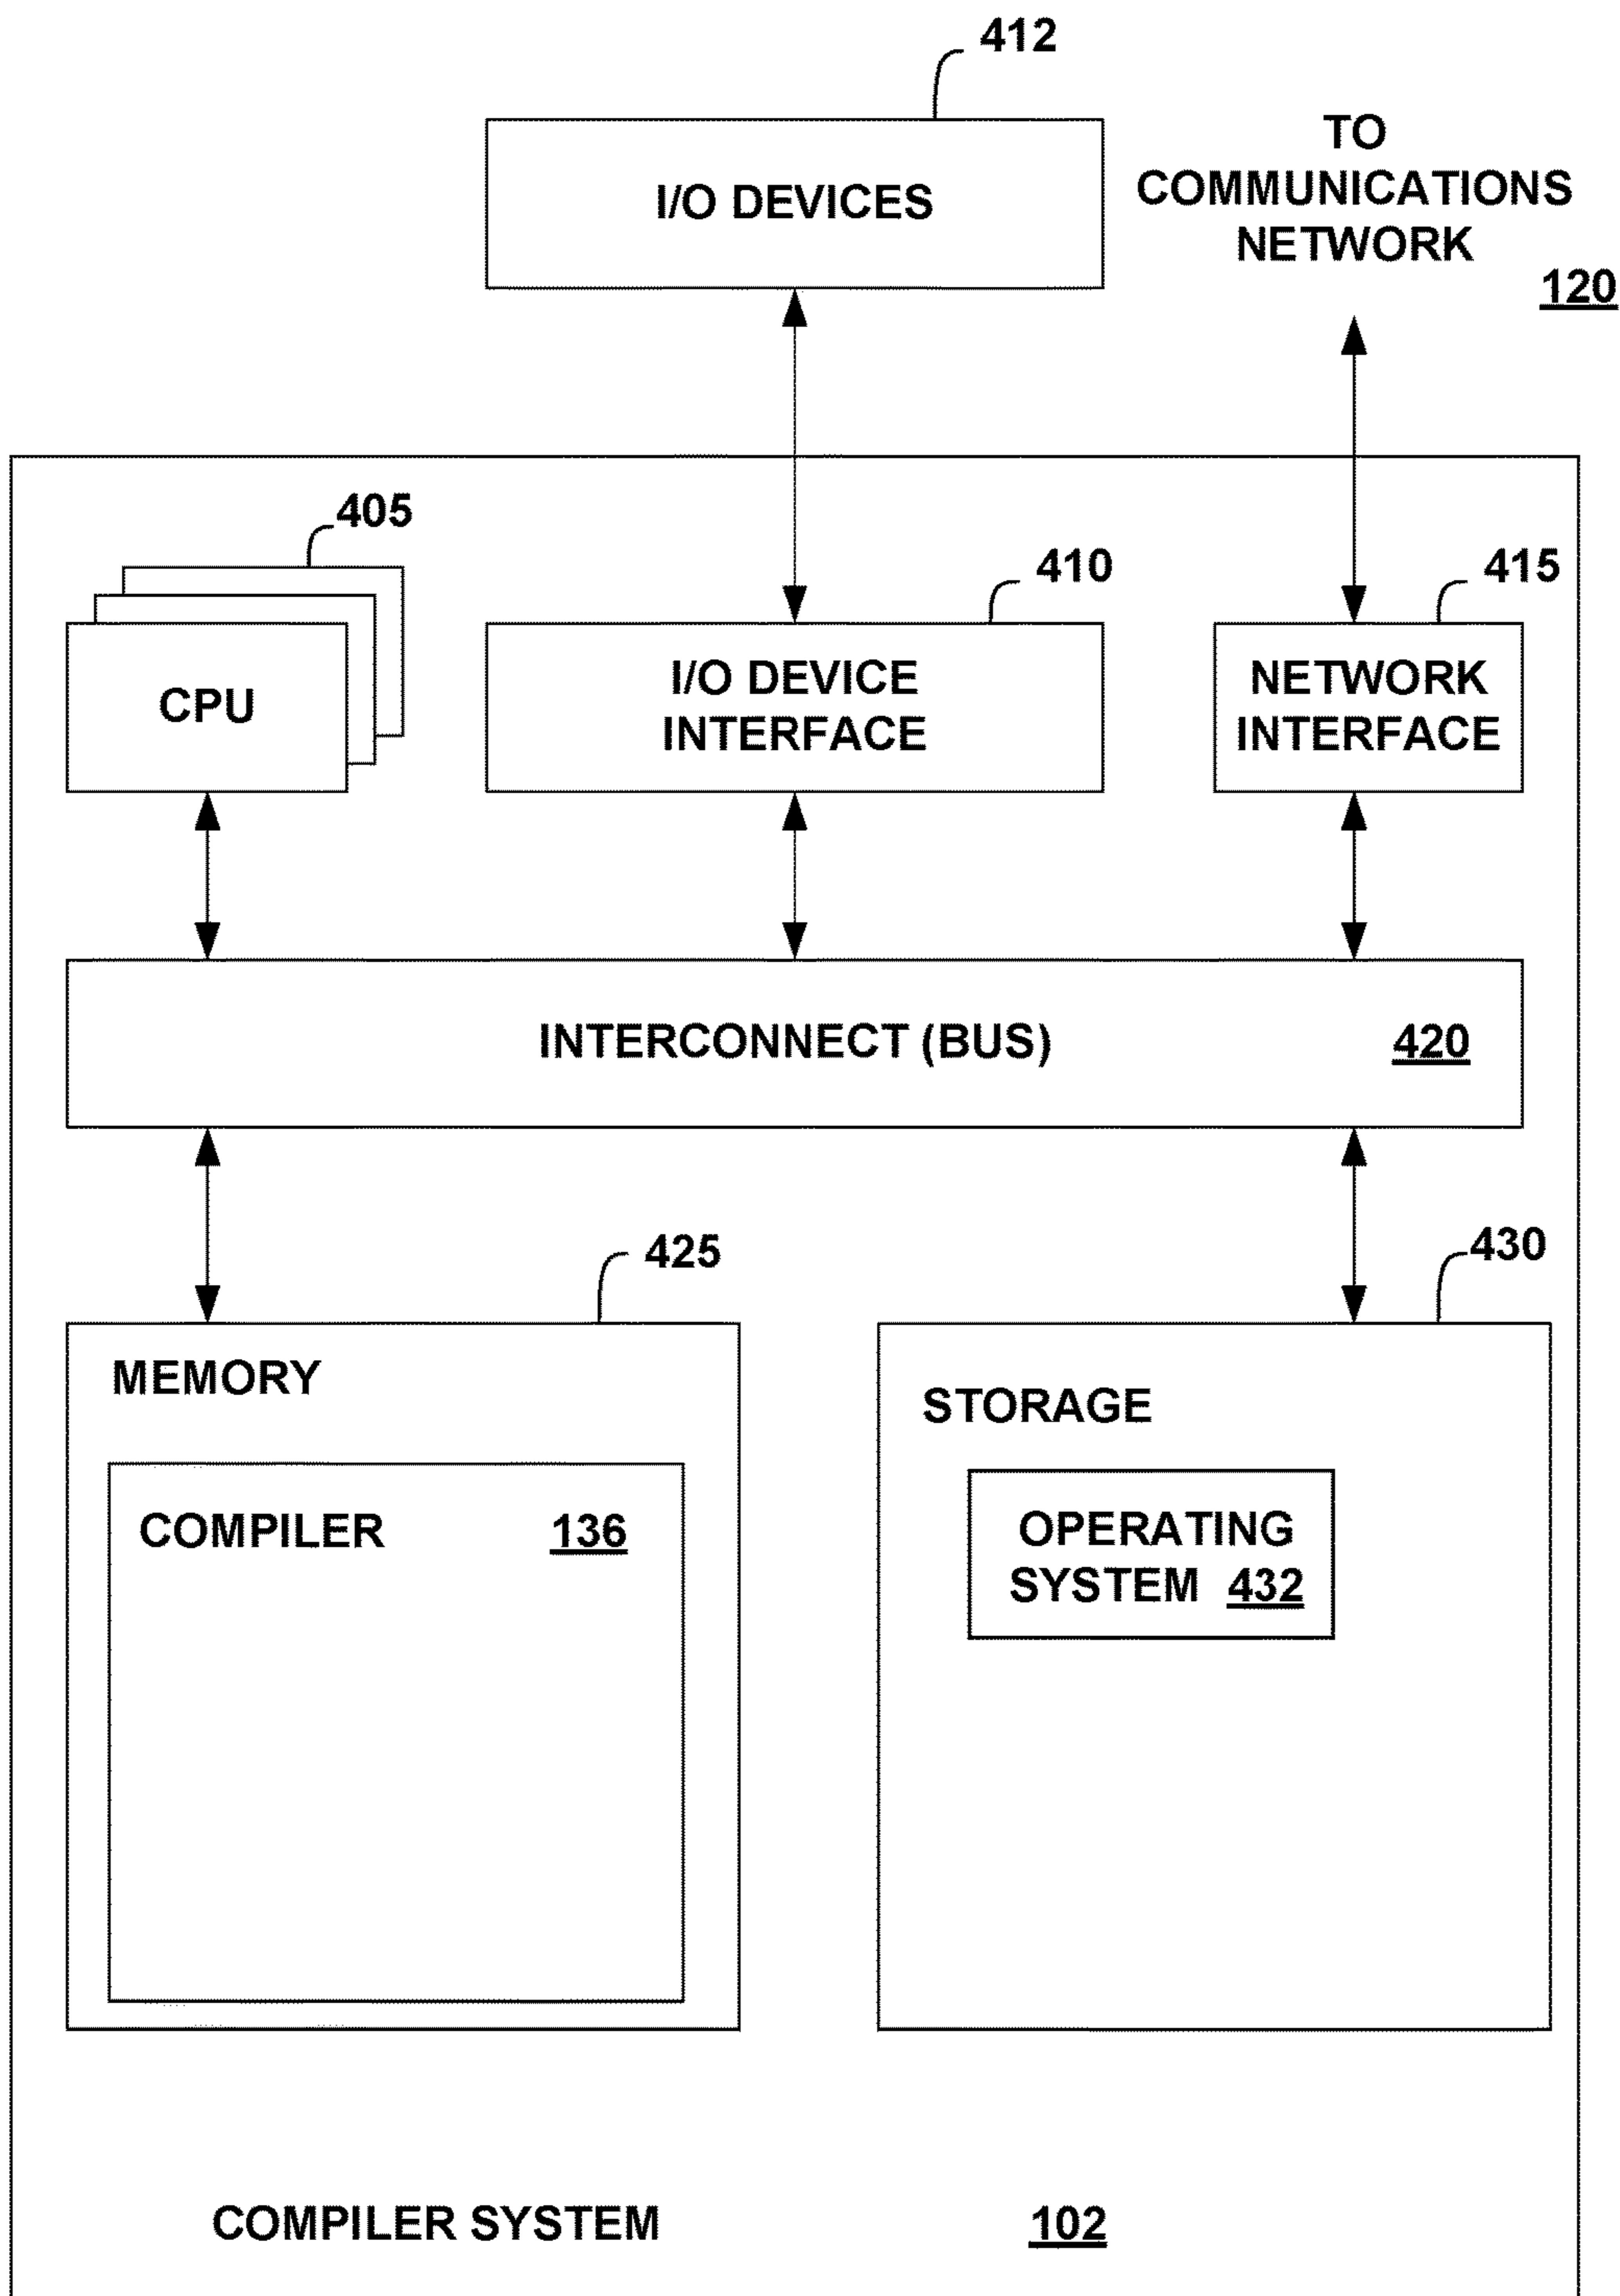 412
I/O DEVICES
TO
COMMUNICATIONS
NETWORK
120
405
410
415
CPU
I/O DEVICE
INTERFACE
NETWORK
INTERFACE
INTERCONNECT (BUS) 420
425
430
MEMORY
STORAGE
COMPILER 136
OPERATING
SYSTEM 432
COMPILER SYSTEM 102